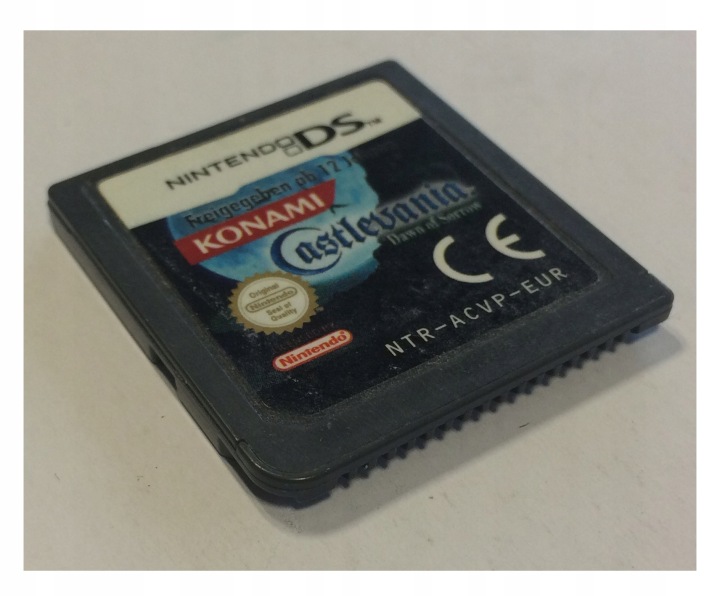 NINTENDO DS™
Freigegeben ab 12 J
KONAMI
Castlevania
Dawn of Sorrow
CE
Original
Nintendo
Seal of
Quality
Nintendo
NTR-ACVP-EUR